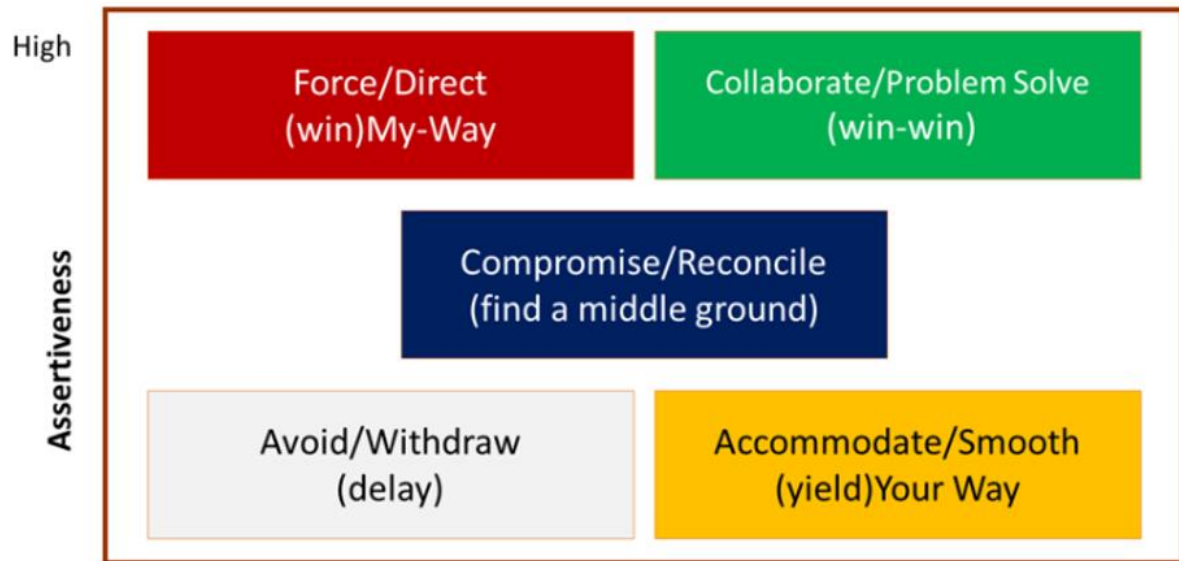 High
Force/Direct
(win)My-Way
Collaborate/Problem Solve
(win-win)
Compromise/Reconcile
(find a middle ground)
Assertiveness
Avoid/Withdraw
(delay)
Accommodate/Smooth
(yield)Your Way